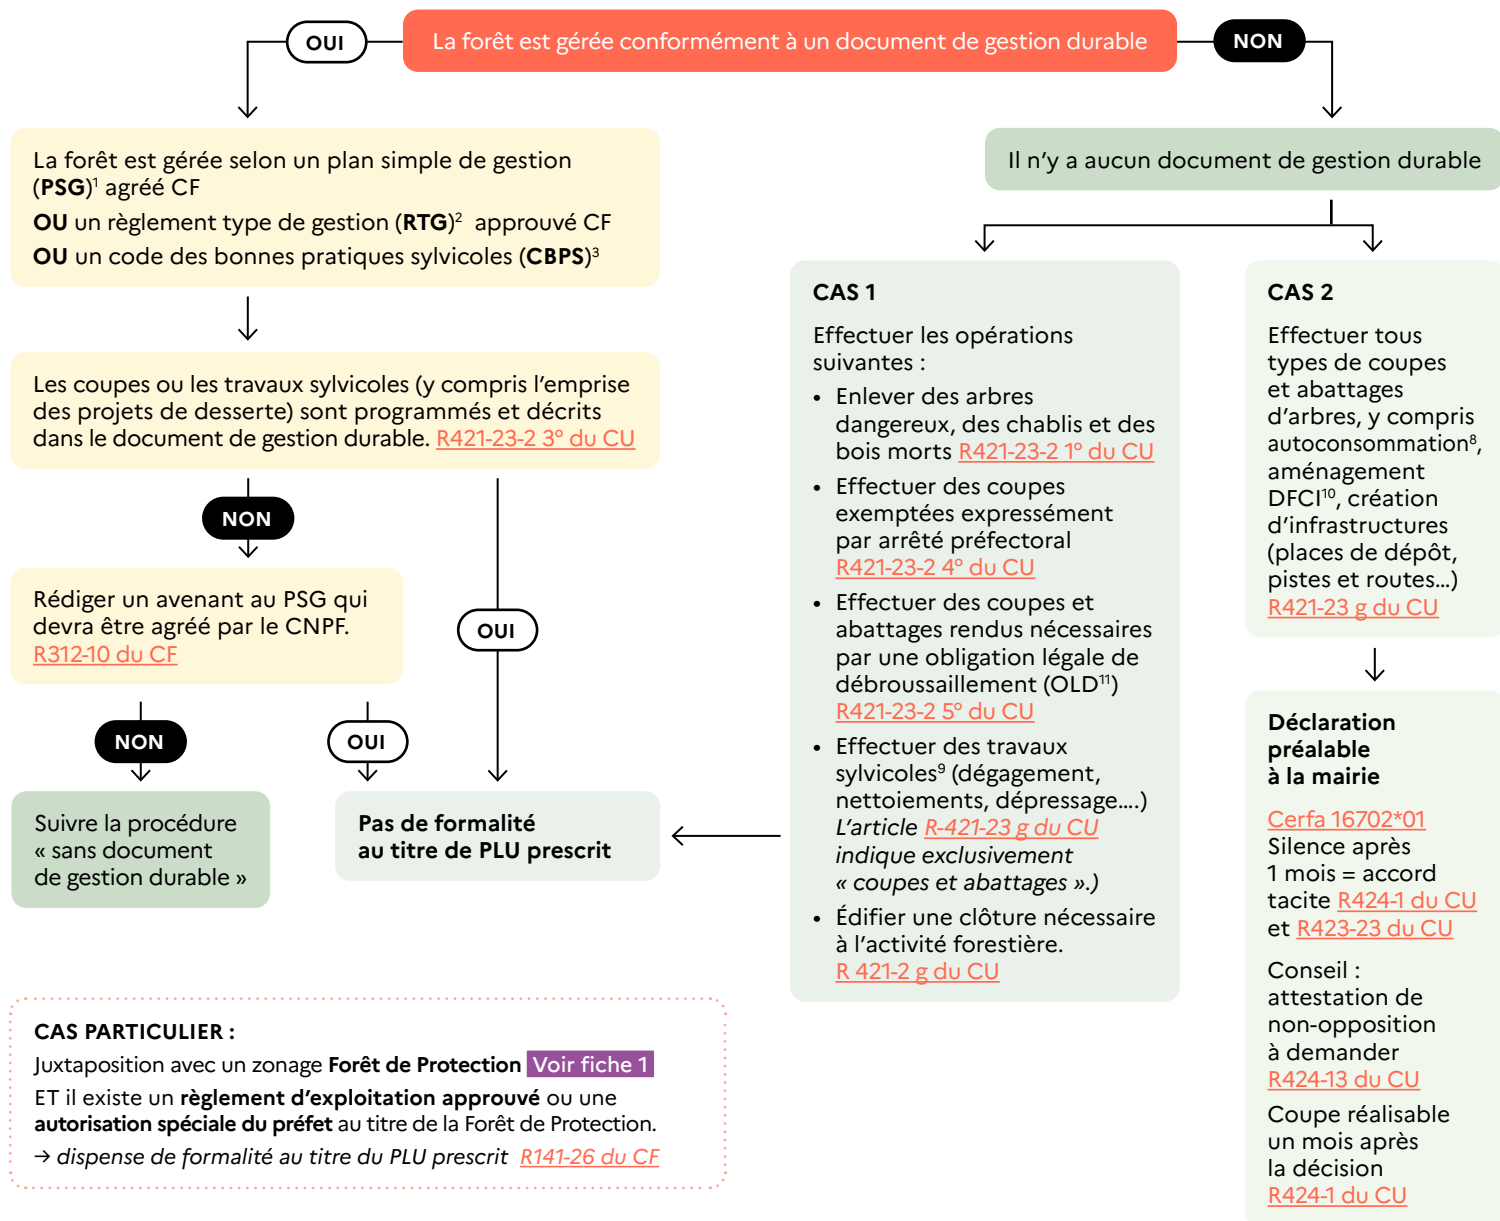 La forêt est gérée conformément à un document de gestion durable
OUI
NON
La forêt est gérée selon un plan simple de gestion
(PSG)¹ agréé CF
OU un règlement type de gestion (RTG)² approuvé CF
OU un code des bonnes pratiques sylvicoles (CBPS)³
Les coupes ou les travaux sylvicoles (y compris l’emprise
des projets de desserte) sont programmés et décrits
dans le document de gestion durable. R421-23-2 3° du CU
NON
OUI
Rédiger un avenant au PSG qui
devra être agréé par le CNPF.
R312-10 du CF
NON
OUI
Suivre la procédure
« sans document
de gestion durable »
Pas de formalité
au titre de PLU prescrit
Il n’y a aucun document de gestion durable
CAS 1
Effectuer les opérations
suivantes :
• Enlever des arbres
dangereux, des chablis et des
bois morts R421-23-2 1° du CU
• Effectuer des coupes
exemptées expressément
par arrêté préfectoral
R421-23-2 4° du CU
• Effectuer des coupes et
abattages rendus nécessaires
par une obligation légale de
débroussaillement (OLD¹¹)
R421-23-2 5° du CU
• Effectuer des travaux
sylvicoles⁹ (dégagement,
nettoiements, dépressage….)
L’article R-421-23 g du CU
indique exclusivement
« coupes et abattages ».)
• Édifier une clôture nécessaire
à l’activité forestière.
R 421-2 g du CU
CAS 2
Effectuer tous
types de coupes
et abattages
d’arbres, y compris
autoconsommation⁸,
aménagement
DFCI¹⁰, création
d’infrastructures
(places de dépôt,
pistes et routes…)
R421-23 g du CU
Déclaration
préalable
à la mairie
Cerfa 16702*01
Silence après
1 mois = accord
tacite R424-1 du CU
et R423-23 du CU
Conseil :
attestation de
non-opposition
à demander
R424-13 du CU
Coupe réalisable
un mois après
la décision
R424-1 du CU
CAS PARTICULIER :
Juxtaposition avec un zonage Forêt de Protection Voir fiche 1
ET il existe un règlement d’exploitation approuvé ou une
autorisation spéciale du préfet au titre de la Forêt de Protection.
→ dispense de formalité au titre du PLU prescrit R141-26 du CF